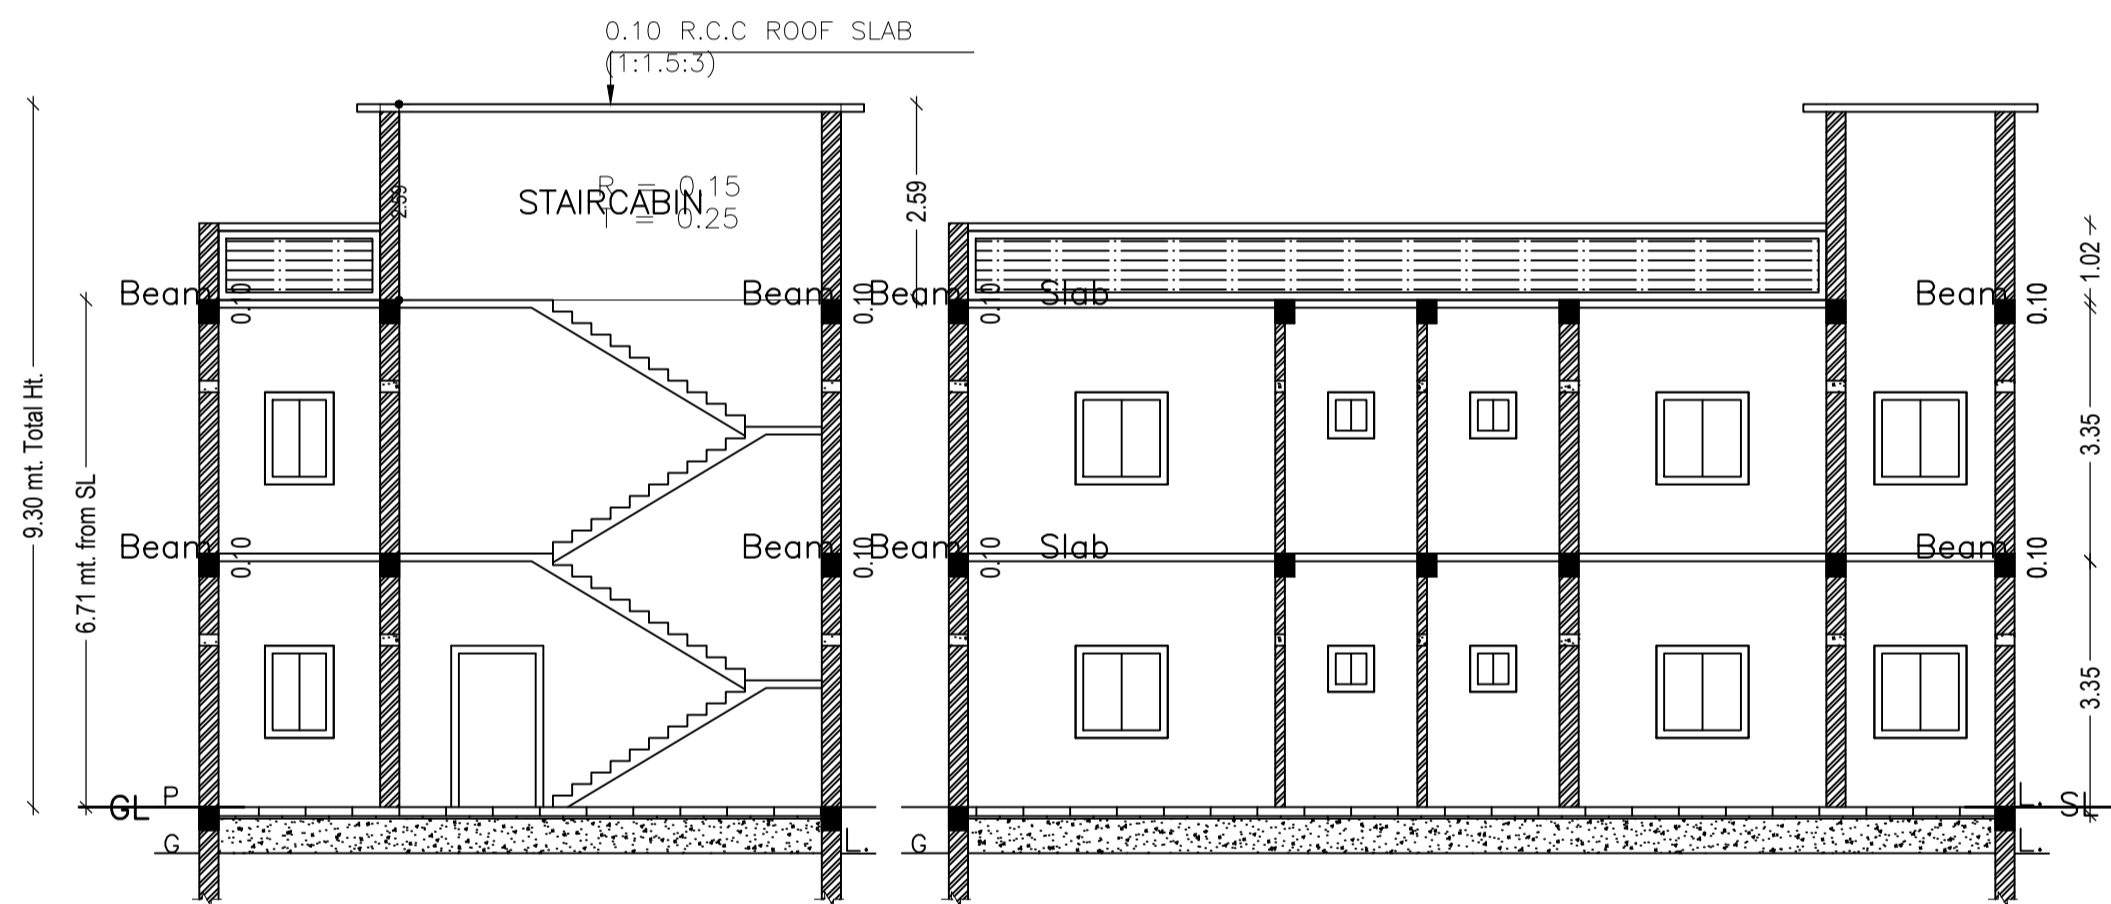 0.10 R.C.C ROOF SLAB
(1:1.5:3)
R = 0.15
STAIRCABIN
T = 0.25
2.59
2.59
1.02
Beam
0.10
Beam
0.10
Beam
0.10
Slab
Beam
0.10
9.30 mt. Total Ht.
6.71 mt. from SL
3.35
Beam
0.10
Beam
0.10
Beam
0.10
Slab
Beam
0.10
3.35
GL
P
L.
SL
G
L.
G
L.